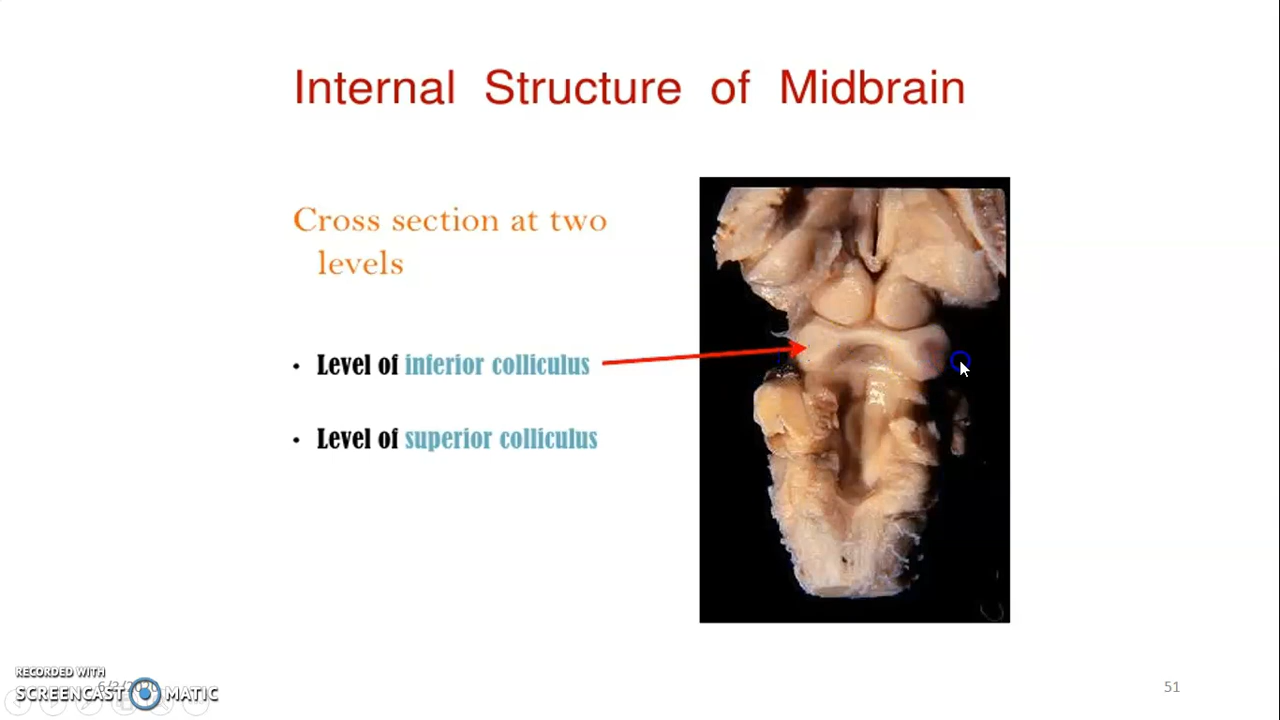 Internal Structure of Midbrain
Cross section at two
levels
• Level of inferior colliculus
• Level of superior colliculus
RECORDED WITH
SCREENCAST MATIC
51